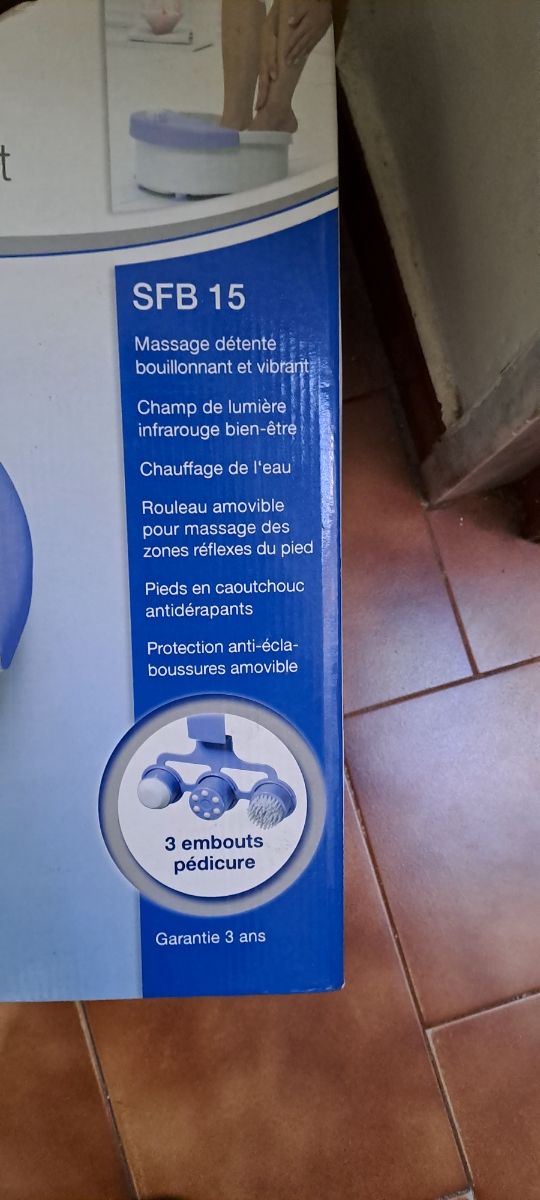 t
SFB 15
Massage détente
bouillonnant et vibrant
Champ de lumière
infrarouge bien-être
Chauffage de l'eau
Rouleau amovible
pour massage des
zones réflexes du pied
Pieds en caoutchouc
antidérapants
Protection anti-écla-
boussures amovible
3 embouts
pédicure
Garantie 3 ans